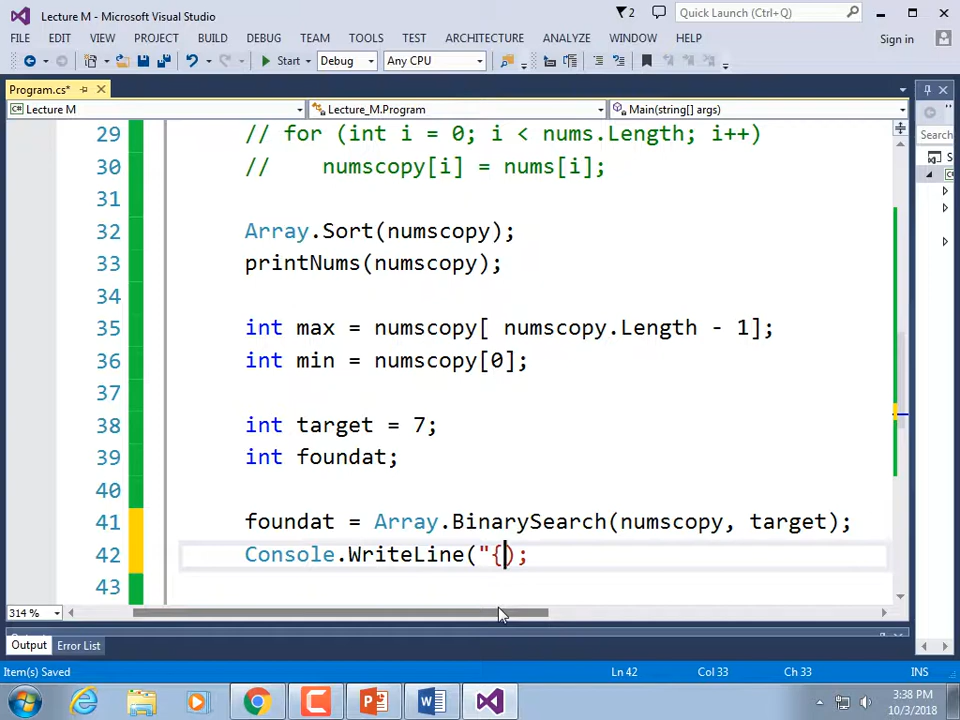 Lecture M - Microsoft Visual Studio
2
Quick Launch (Ctrl+Q)
FILE EDIT VIEW PROJECT BUILD DEBUG TEAM TOOLS TEST ARCHITECTURE ANALYZE WINDOW HELP
Sign in
Start Debug Any CPU
Program.cs*
Lecture M Lecture_M.Program Main(string[] args)
Search
29 // for (int i = 0; i < nums.Length; i++)
30 //    numscopy[i] = nums[i];
31
32 Array.Sort(numscopy);
33 printNums(numscopy);
34
35 int max = numscopy[ numscopy.Length - 1];
36 int min = numscopy[0];
37
38 int target = 7;
39 int foundat;
40
41 foundat = Array.BinarySearch(numscopy, target);
42 Console.WriteLine("{);
43
314 %
Output Error List
Item(s) Saved Ln 42 Col 33 Ch 33 INS
3:38 PM
10/3/2018